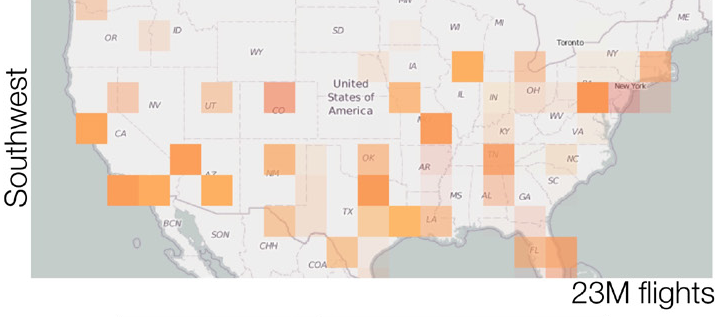 MN
ME
OR
ID
SD
WI
MI
Toronto
WY
IA
NY
United
States of
America
NV
UT
CO
IL
IN
OH
PA
New York
CA
WV
KY
VA
AZ
NM
OK
AR
TN
NC
SC
MS
AL
GA
TX
LA
BCN
SON
CHH
COA
FL
Southwest
23M flights